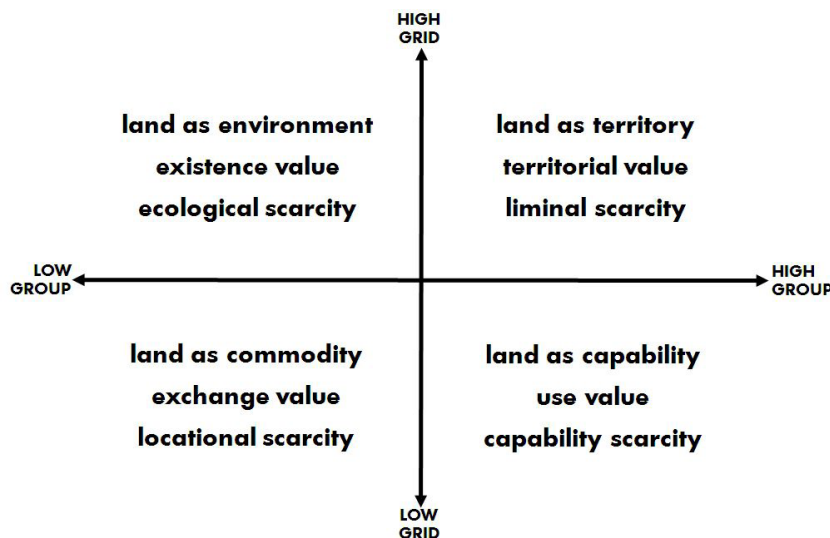 HIGH
GRID
land as environment
existence value
ecological scarcity
land as territory
territorial value
liminal scarcity
LOW
GROUP
HIGH
GROUP
land as commodity
exchange value
locational scarcity
land as capability
use value
capability scarcity
LOW
GRID